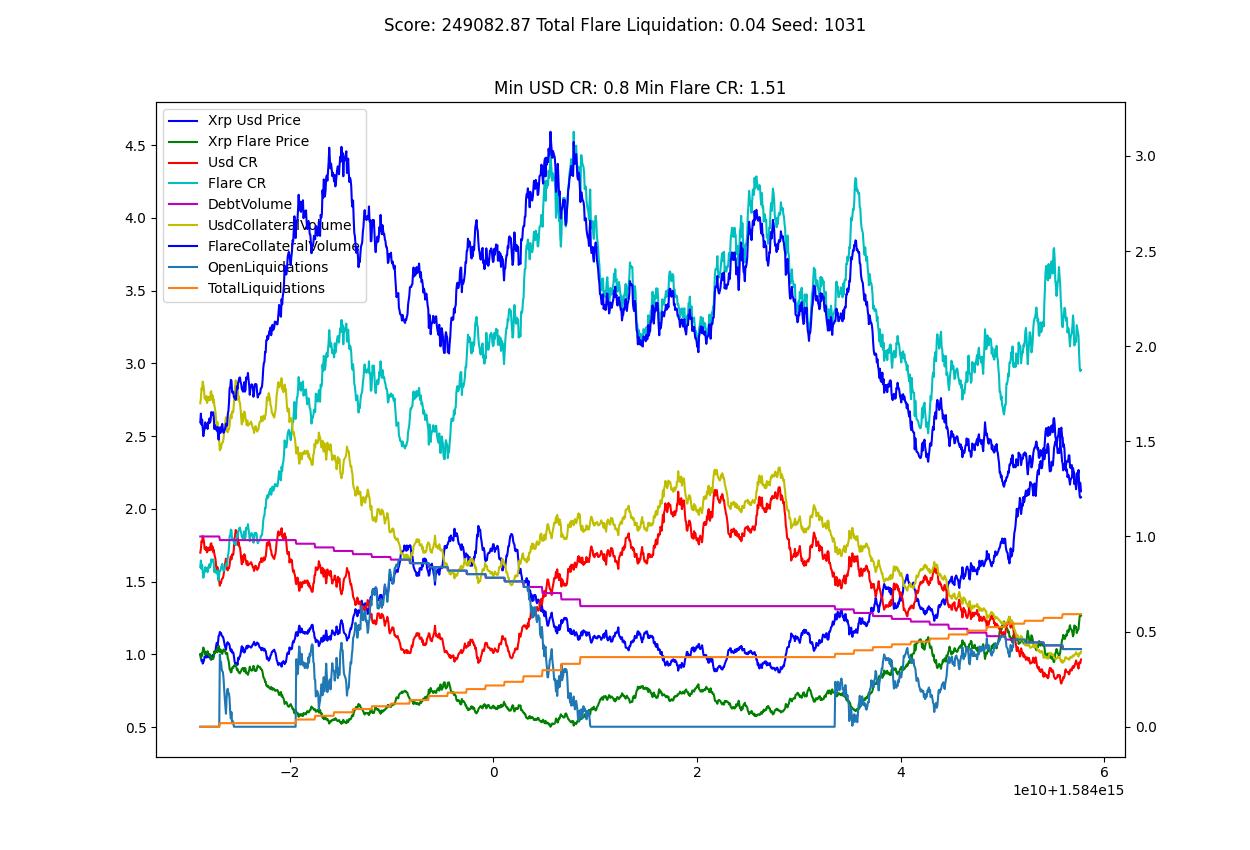 Score: 249082.87 Total Flare Liquidation: 0.04 Seed: 1031
Min USD CR: 0.8 Min Flare CR: 1.51
Xrp Usd Price
Xrp Flare Price
Usd CR
Flare CR
DebtVolume
UsdCollateralVolume
FlareCollateralVolume
OpenLiquidations
TotalLiquidations
4.5
4.0
3.5
3.0
2.5
2.0
1.5
1.0
0.5
3.0
2.5
2.0
1.5
1.0
0.5
0.0
−2 0 2 4 6
1e10+1.584e15